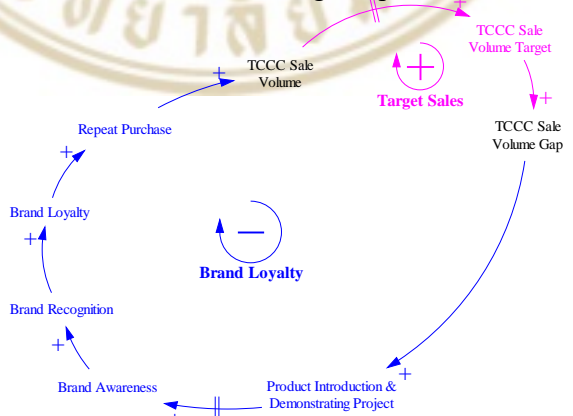 TCCC Sale
Volume Target
TCCC Sale
Volume
Target Sales
TCCC Sale
Volume Gap
Repeat Purchase
Brand Loyalty
Brand Loyalty
Brand Recognition
Brand Awareness
Product Introduction &
Demonstrating Project